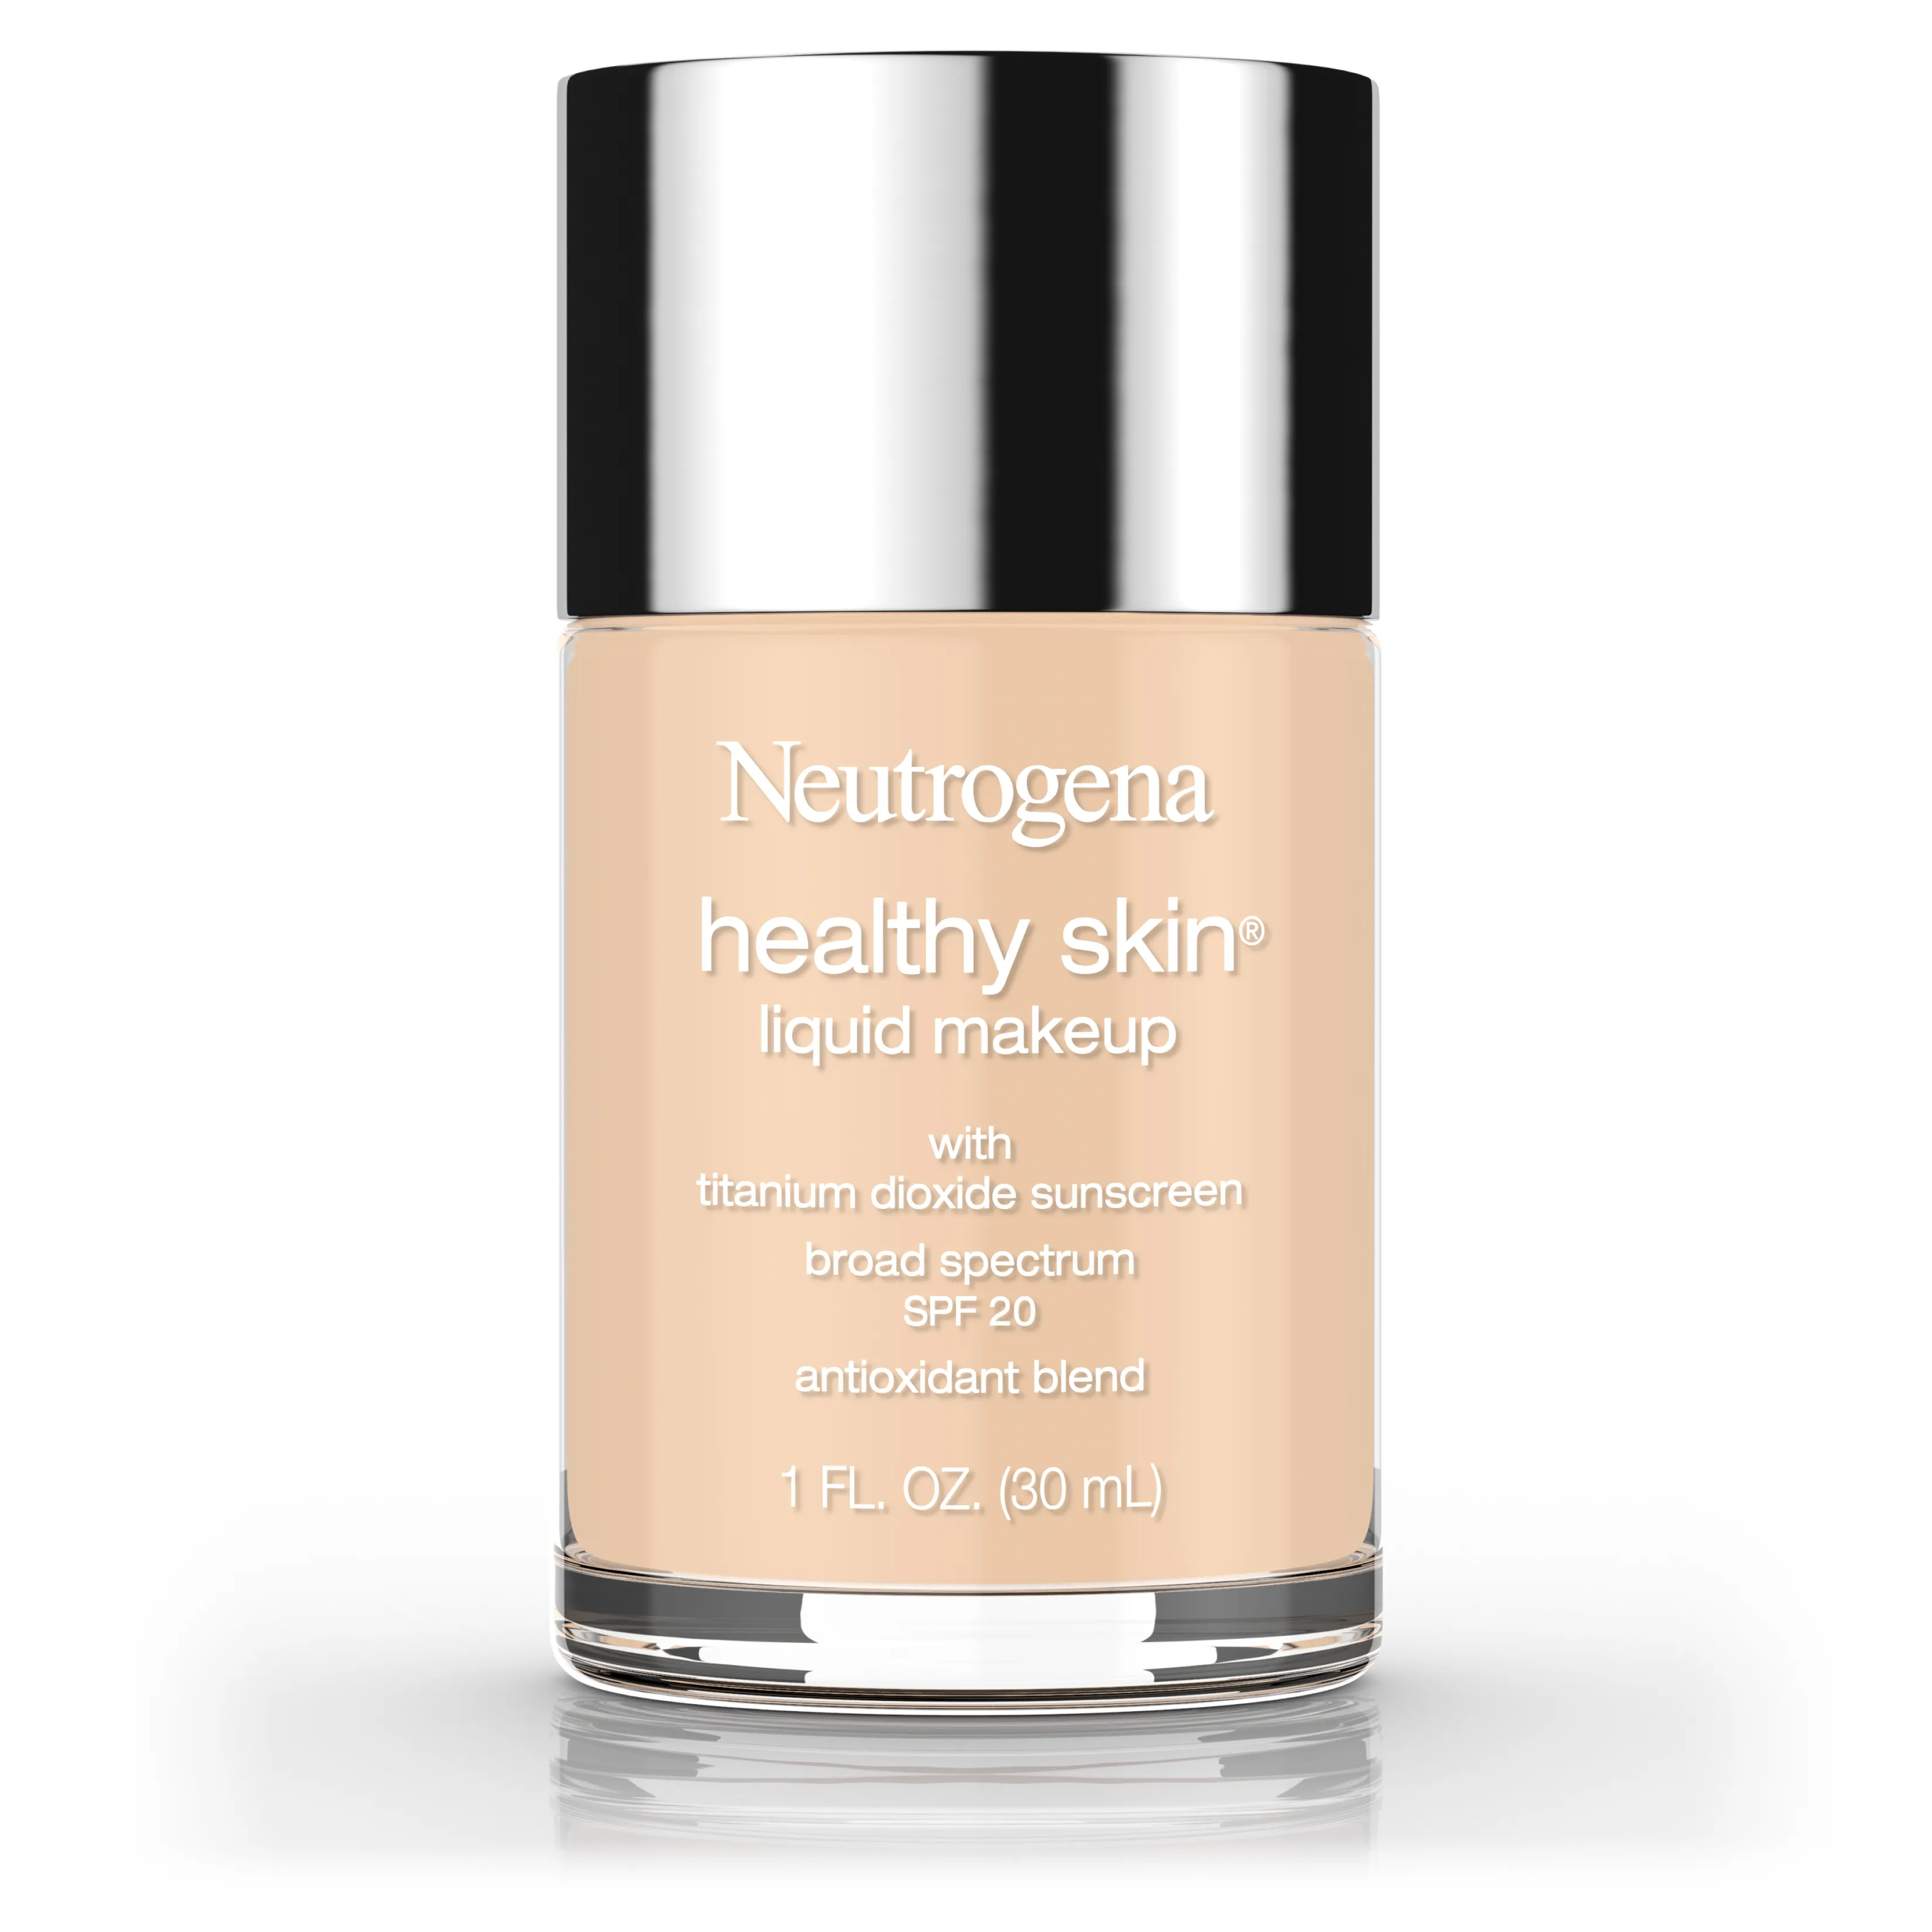 Neutrogena
healthy skin®
liquid makeup
with
titanium dioxide sunscreen
broad spectrum
SPF 20
antioxidant blend
1 FL. OZ. (30 mL)